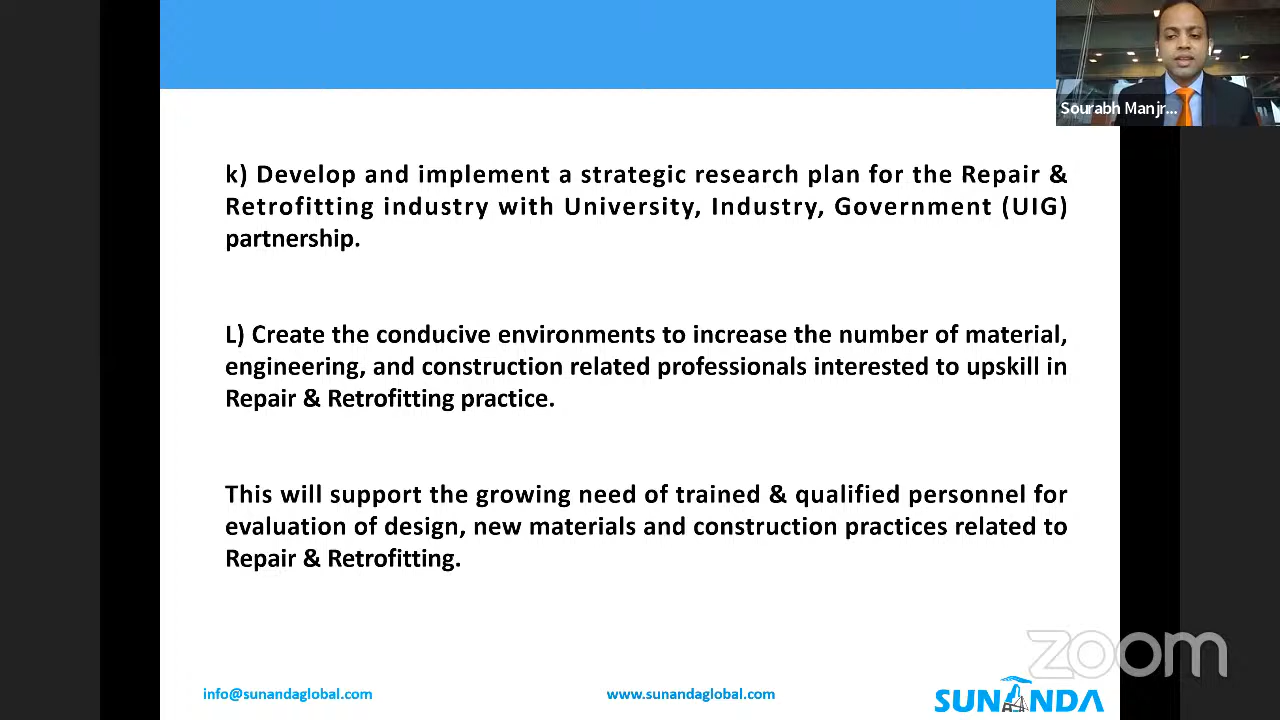 Sourabh Manjr...
k) Develop and implement a strategic research plan for the Repair &
Retrofitting industry with University, Industry, Government (UIG)
partnership.
L) Create the conducive environments to increase the number of material,
engineering, and construction related professionals interested to upskill in
Repair & Retrofitting practice.
This will support the growing need of trained & qualified personnel for
evaluation of design, new materials and construction practices related to
Repair & Retrofitting.
zoom
info@sunandaglobal.com
www.sunandaglobal.com
SUNANDA